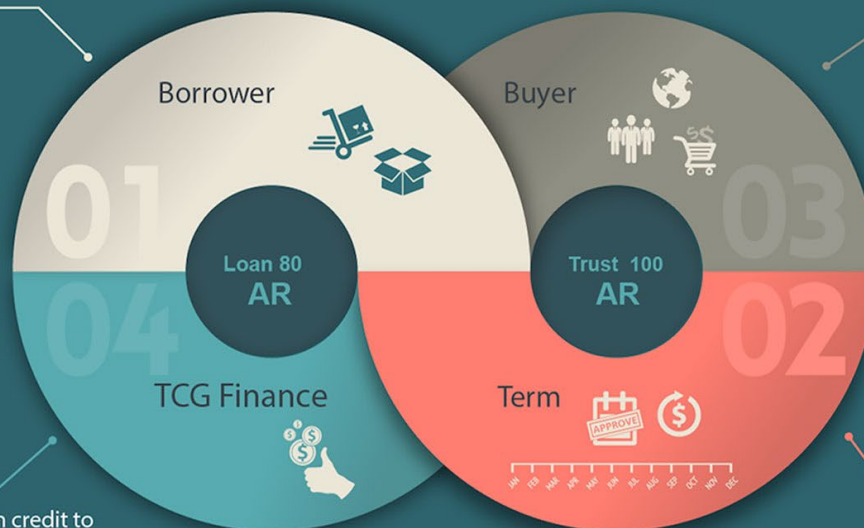 Borrower
Buyer
01
03
Loan 80
AR
Trust 100
AR
04
02
TCG Finance
Term
APPROVE
JAN FEB MAR APR MAY JUN JUL AUG SEP OCT NOV DEC
credit to